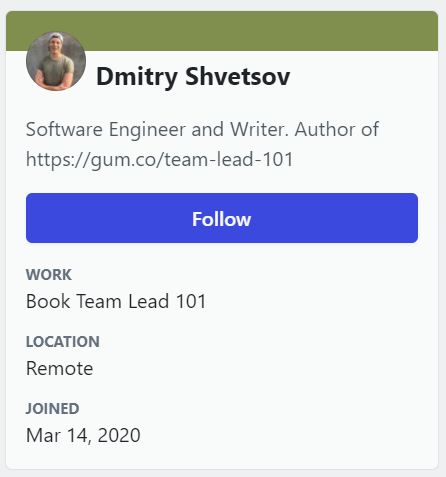 Dmitry Shvetsov
Software Engineer and Writer. Author of
https://gum.co/team-lead-101
Follow
WORK
Book Team Lead 101
LOCATION
Remote
JOINED
Mar 14, 2020